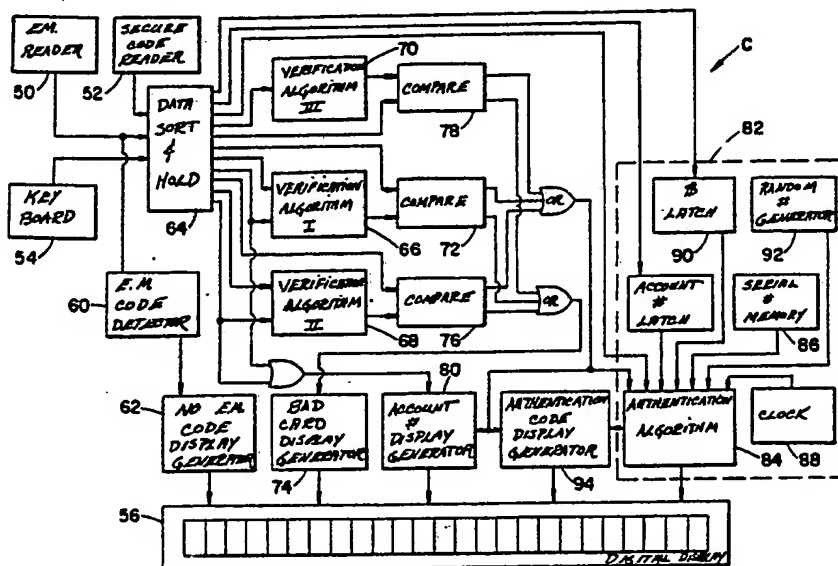 EM.
READER
50
SECURE
CODE
READER
52
KEY
BOARD
54
DATA
SORT
&
HOLD
64
VERIFICATION
ALGORITHM
III
70
COMPARE
78
VERIFICATION
ALGORITHM
I
66
COMPARE
72
VERIFICATION
ALGORITHM
II
68
COMPARE
76
OR
OR
C
82
$
LATCH
90
RANDOM
# GENERATOR
92
ACCOUNT
# LATCH
SERIAL
# MEMORY
86
CLOCK
88
AUTHENTICATION
ALGORITHM
84
E.M.
CODE
DETECTOR
60
62
NO EM.
CODE
DISPLAY
GENERATOR
BAD
CARD
DISPLAY
GENERATOR
74
80
ACCOUNT
# DISPLAY
GENERATOR
AUTHENTICATION
CODE
DISPLAY
GENERATOR
94
56
DIGITAL DISPLAY